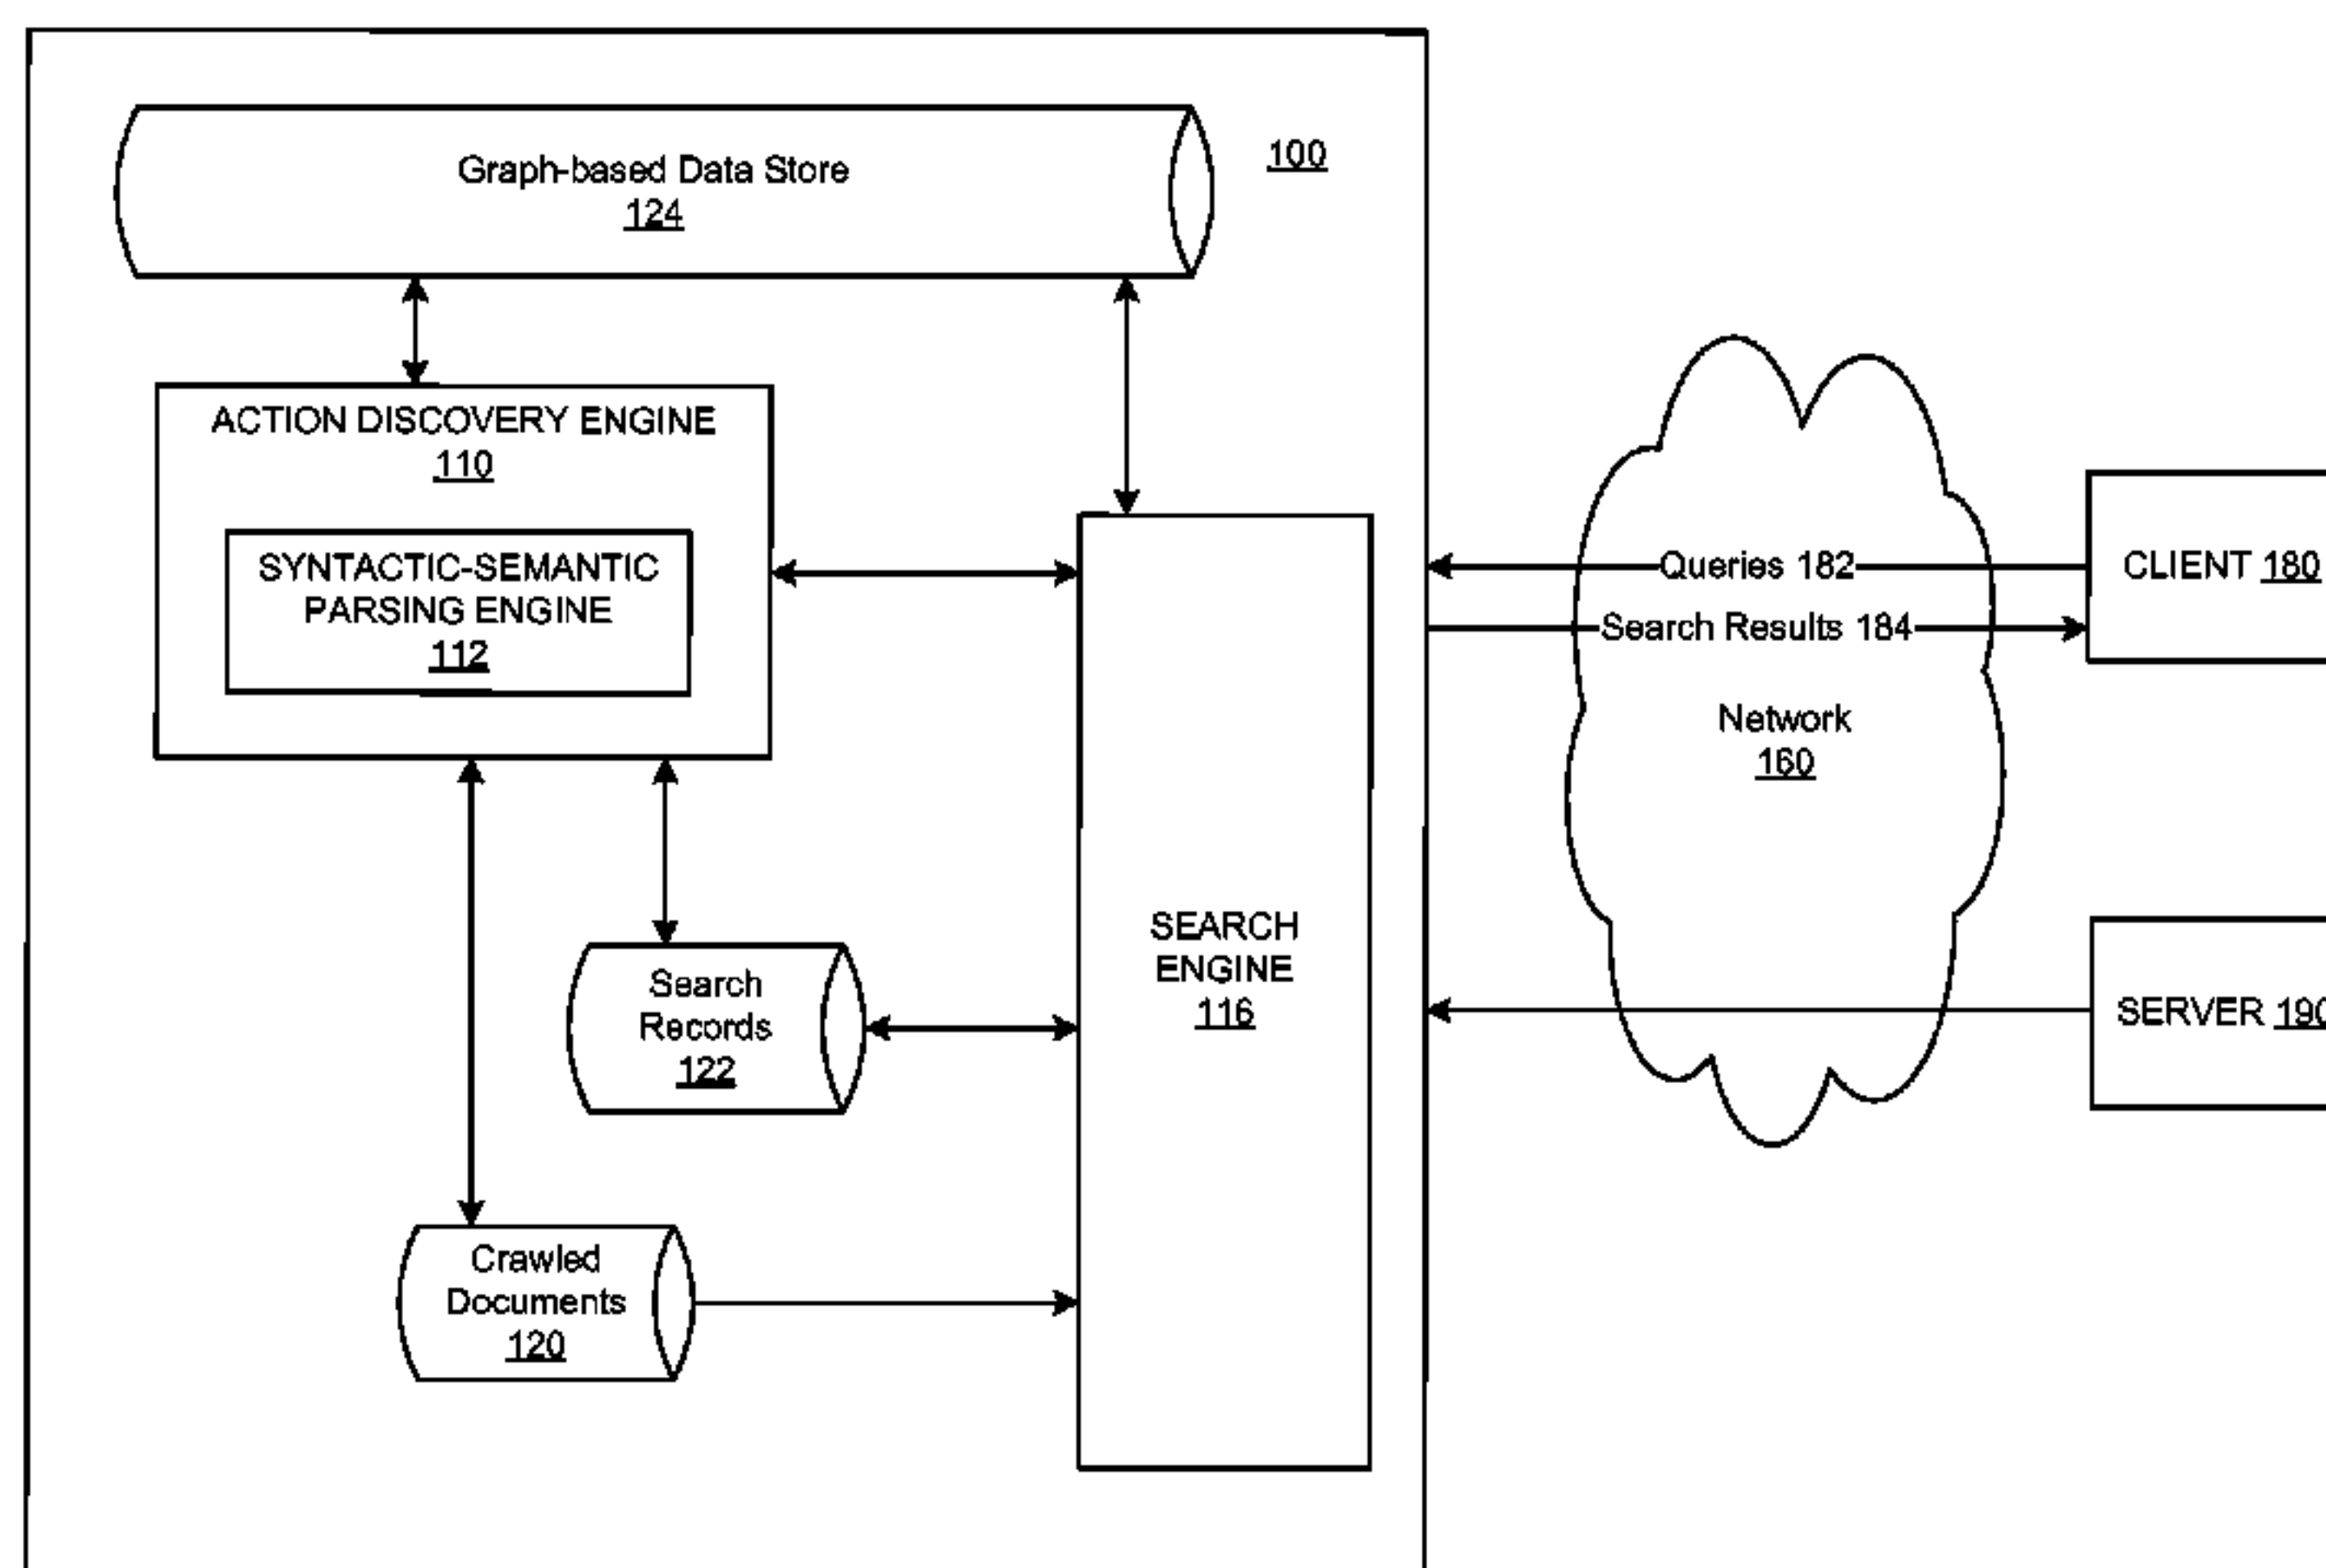 Graph-based Data Store
124
100
ACTION DISCOVERY ENGINE
110
SYNTACTIC-SEMANTIC
PARSING ENGINE
112
Queries 182
CLIENT 180
Search Results 184
Network
160
SEARCH
ENGINE
116
Search
Records
122
SERVER 190
Crawled
Documents
120